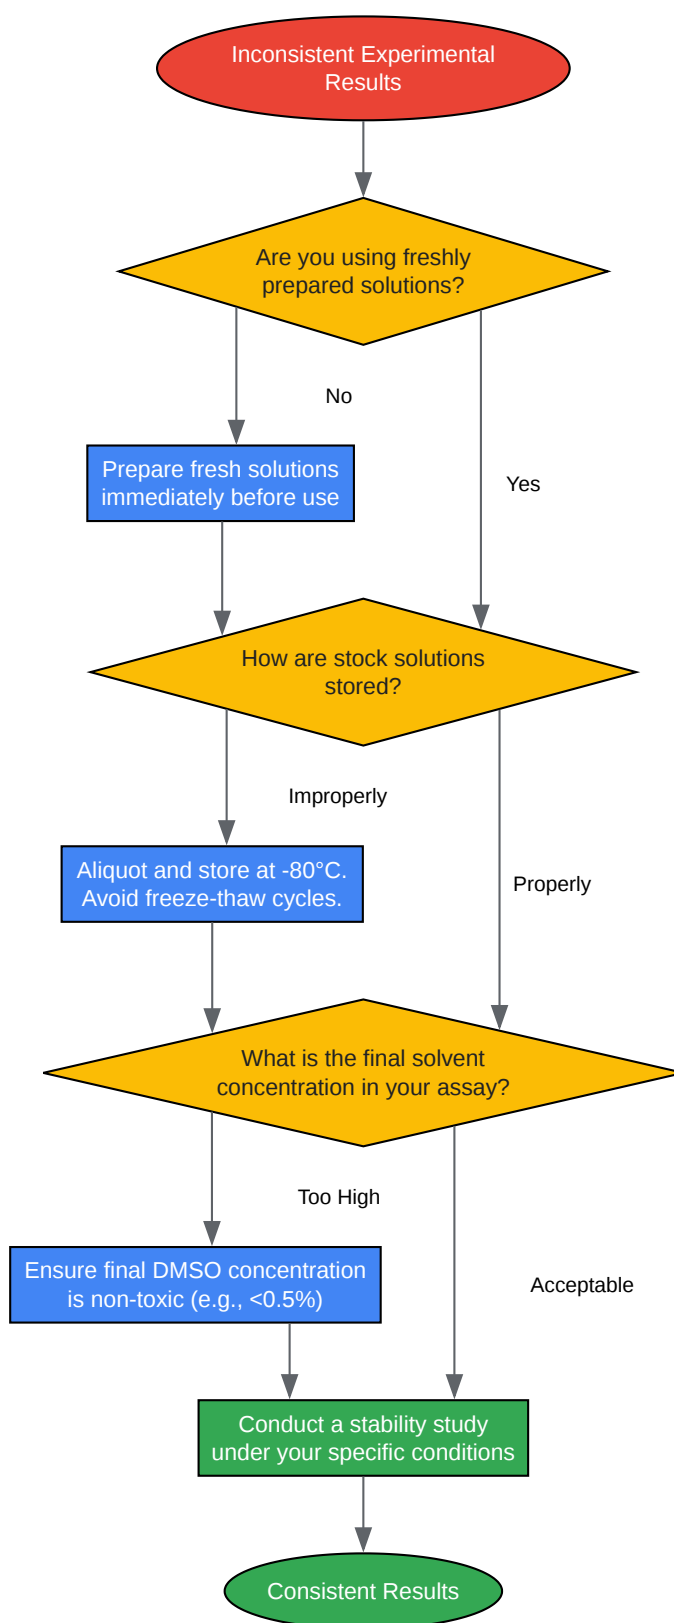 Inconsistent Experimental
Results
Are you using freshly
prepared solutions?
No
Prepare fresh solutions
immediately before use
Yes
How are stock solutions
stored?
Improperly
Aliquot and store at -80°C.
Avoid freeze-thaw cycles.
Properly
What is the final solvent
concentration in your assay?
Too High
Ensure final DMSO concentration
is non-toxic (e.g., <0.5%)
Acceptable
Conduct a stability study
under your specific conditions
Consistent Results